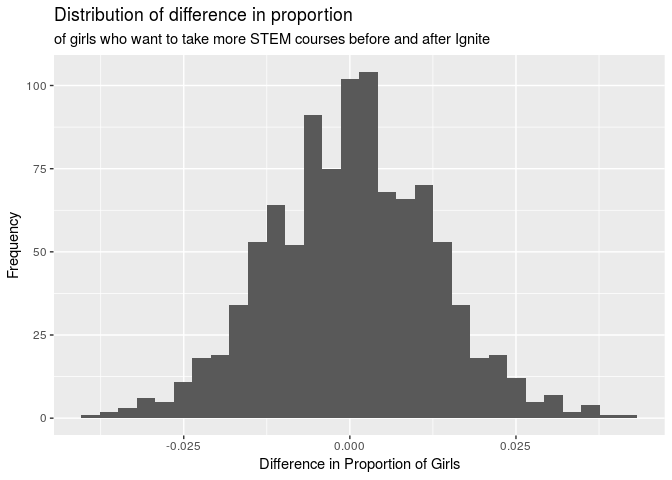 Distribution of difference in proportion
of girls who want to take more STEM courses before and after Ignite
100
75
50
25
0
Frequency
-0.025
0.000
0.025
Difference in Proportion of Girls